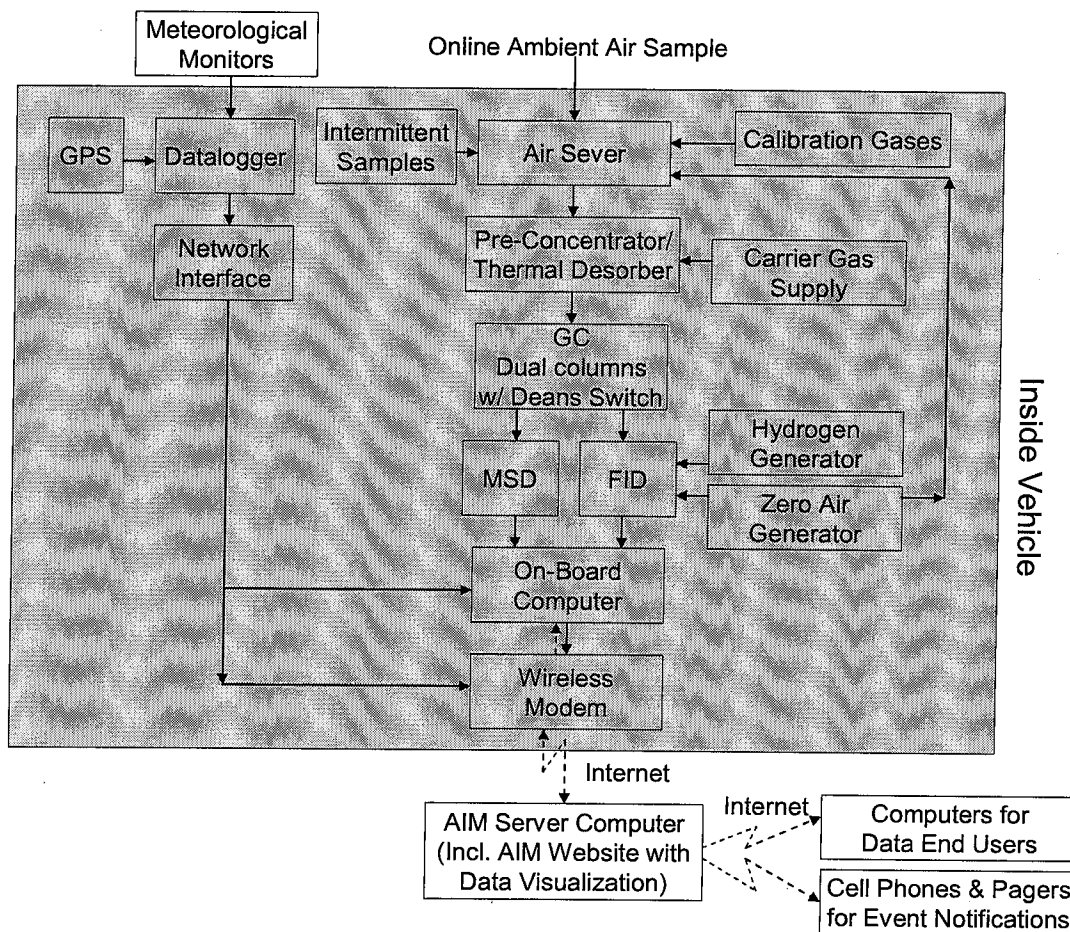 Meteorological
Monitors
Online Ambient Air Sample
GPS
Datalogger
Intermittent
Samples
Air Sever
Calibration Gases
Network
Interface
Pre-Concentrator/
Thermal Desorber
Carrier Gas
Supply
GC
Dual columns
w/ Deans Switch
Inside Vehicle
MSD
FID
Hydrogen
Generator
Zero Air
Generator
On-Board
Computer
Wireless
Modem
Internet
AIM Server Computer
(Incl. AIM Website with
Data Visualization)
Internet
Computers for
Data End Users
Cell Phones & Pagers
for Event Notifications